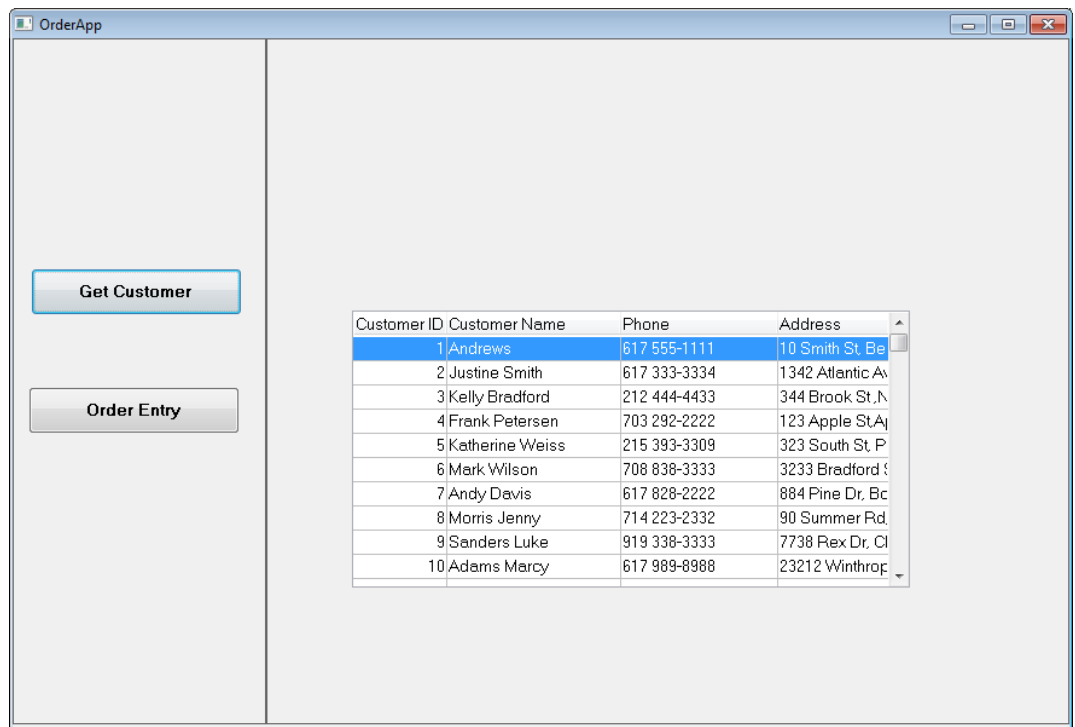 OrderApp
Get Customer
Order Entry
Customer ID Customer Name Phone Address
1 Andrews 617 555-1111 10 Smith St, Be
2 Justine Smith 617 333-3334 1342 Atlantic
3 Kelly Bradford 212 444-4433 344 Brook St ,N
4 Frank Petersen 703 292-2222 123 Apple St,A
5 Katherine Weiss 215 393-3309 323 South St, P
6 Mark Wilson 708 838-3333 3233 Bradford
7 Andy Davis 617 828-2222 884 Pine Dr, Bo
8 Morris Jenny 714 223-2332 90 Summer Rd,
9 Sanders Luke 919 338-3333 7738 Rex Dr, Cl
10 Adams Marcy 617 989-8988 23212 Winthrop